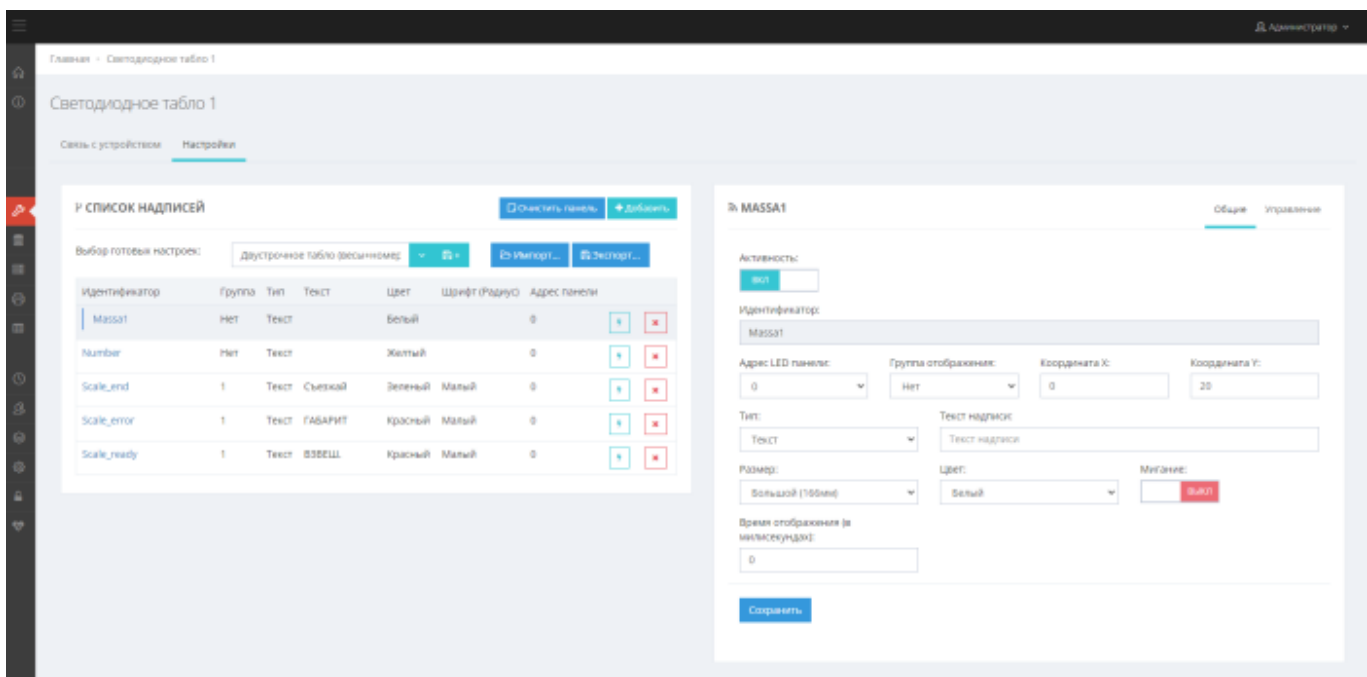 Администратор
Главная › Светодиодное табло 1
Светодиодное табло 1
Связь с устройством Настройки
СПИСОК НАДПИСЕЙ Очистить панель + Добавить
Выбор готовых настроек: Двустрочное табло (весы+номер Импорт... Экспорт...
Идентификатор Группа Тип Текст Цвет Шрифт (Радиус) Адрес панели
Massa1 Нет Текст Белый 0
Number Нет Текст Желтый 0
Scale_end 1 Текст Съезжай Зеленый Малый 0
Scale_error 1 Текст ГАБАРИТ Красный Малый 0
Scale_ready 1 Текст ВЗВЕШ. Красный Малый 0
MASSA1 Общие Управление
Активность:
ВКЛ
Идентификатор:
Massa1
Адрес LED панели: Группа отображения: Координата X: Координата Y:
0 Нет 0 20
Тип: Текст надписи:
Текст Текст надписи
Размер: Цвет: Мигание:
Большой (166мм) Белый ВЫКЛ
Время отображения (в
милисекундах):
0
Сохранить